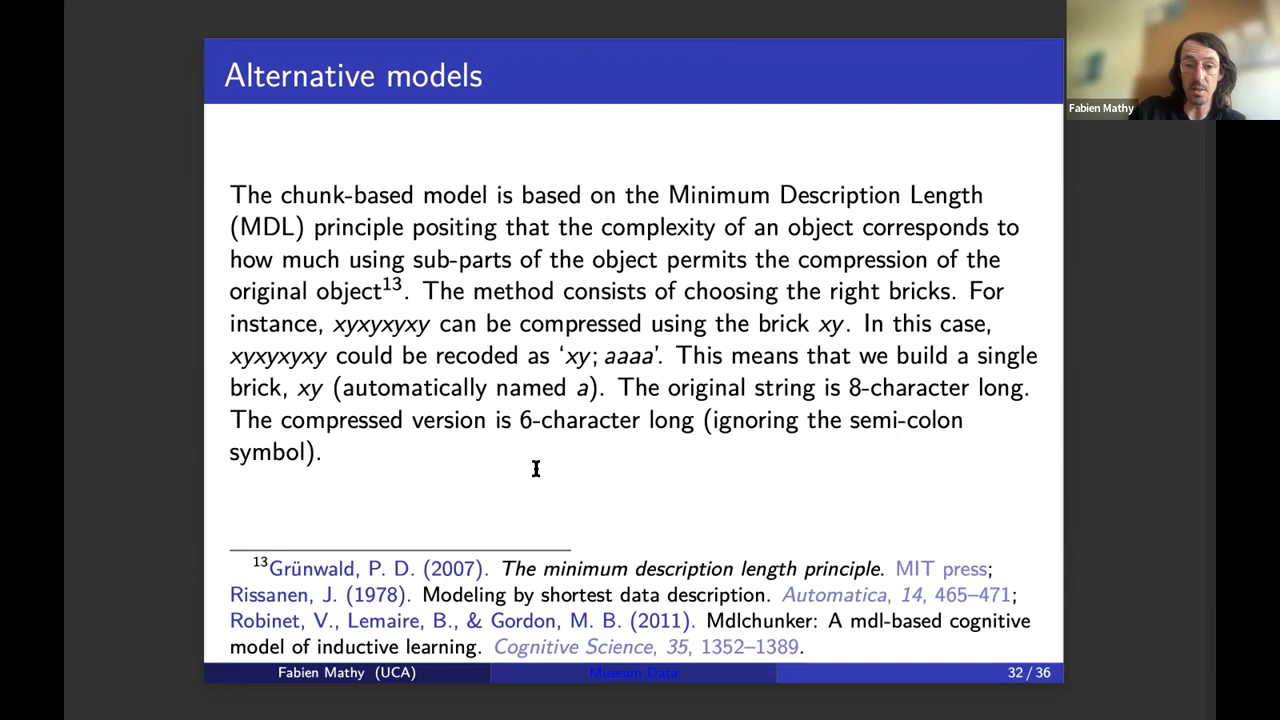 Alternative models
Fabien Mathy
The chunk-based model is based on the Minimum Description Length
(MDL) principle positing that the complexity of an object corresponds to
how much using sub-parts of the object permits the compression of the
original object13. The method consists of choosing the right bricks. For
instance, xyxyxyxy can be compressed using the brick xy. In this case,
xyxyxyxy could be recoded as ‘xy; aaaa’. This means that we build a single
brick, xy (automatically named a). The original string is 8-character long.
The compressed version is 6-character long (ignoring the semi-colon
symbol).
13Grünwald, P. D. (2007). The minimum description length principle. MIT press;
Rissanen, J. (1978). Modeling by shortest data description. Automatica, 14, 465–471;
Robinet, V., Lemaire, B., & Gordon, M. B. (2011). Mdlchunker: A mdl-based cognitive
model of inductive learning. Cognitive Science, 35, 1352–1389.
Fabien Mathy (UCA) Museum Data 32 / 36